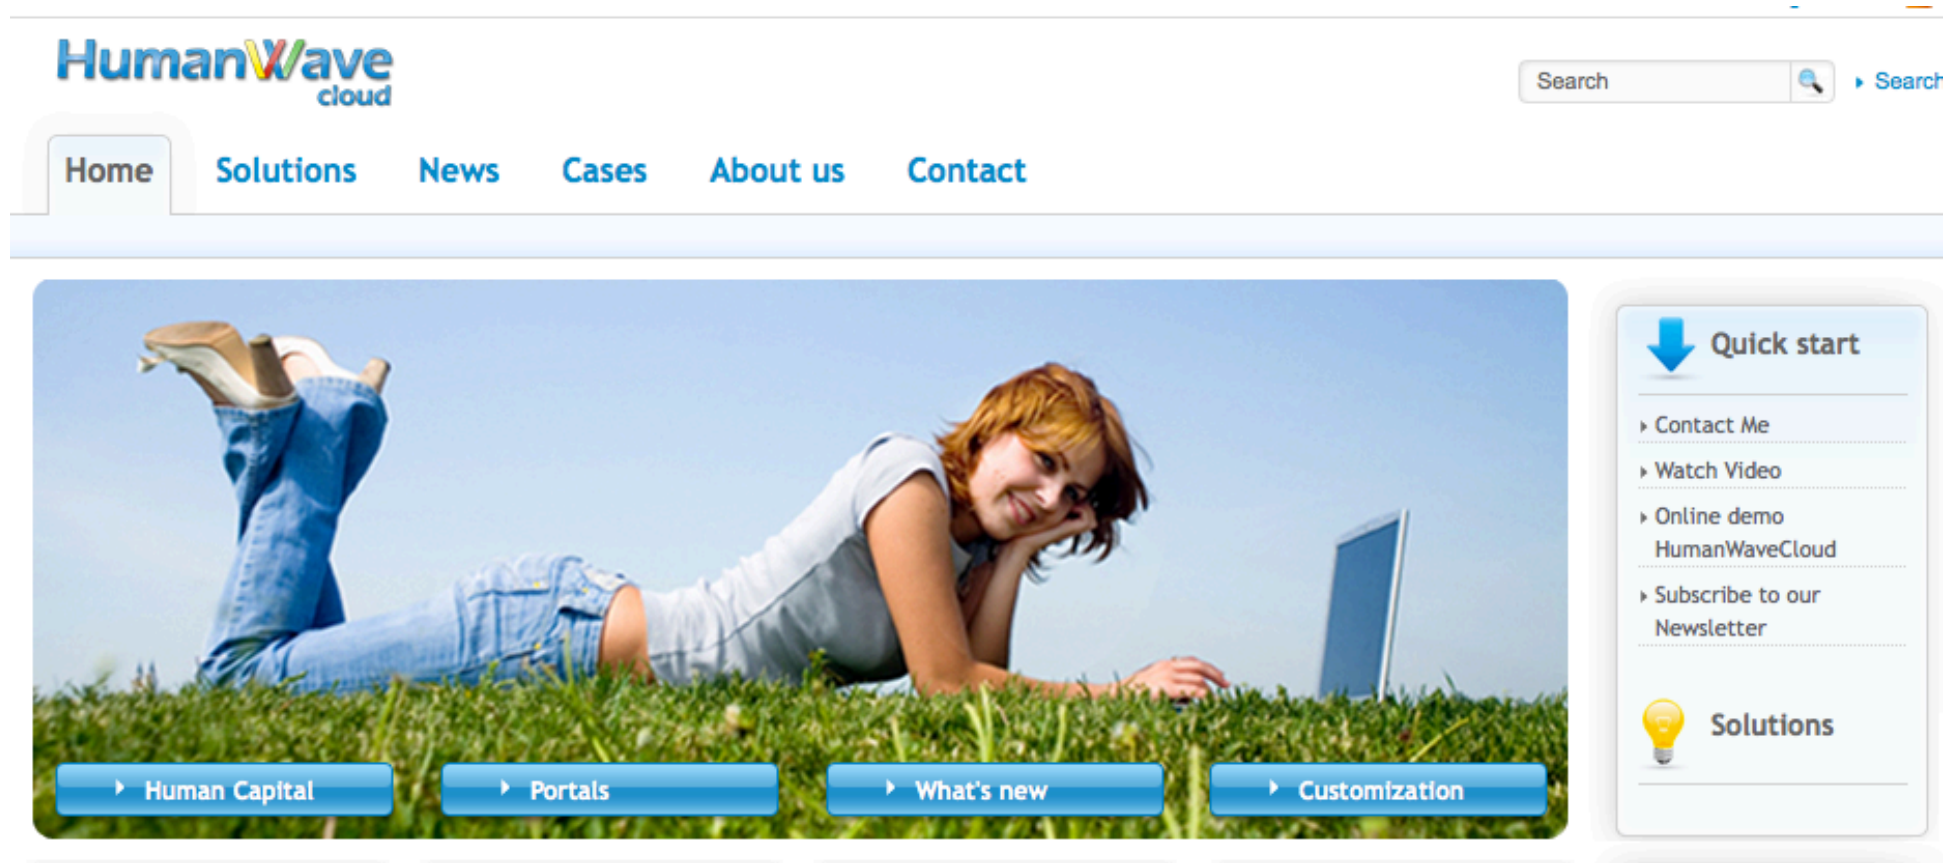 HumanWave
cloud
Search
Search
Home
Solutions
News
Cases
About us
Contact
Quick start
Contact Me
Watch Video
Online demo
HumanWaveCloud
Subscribe to our
Newsletter
Solutions
Human Capital
Portals
What's new
Customization